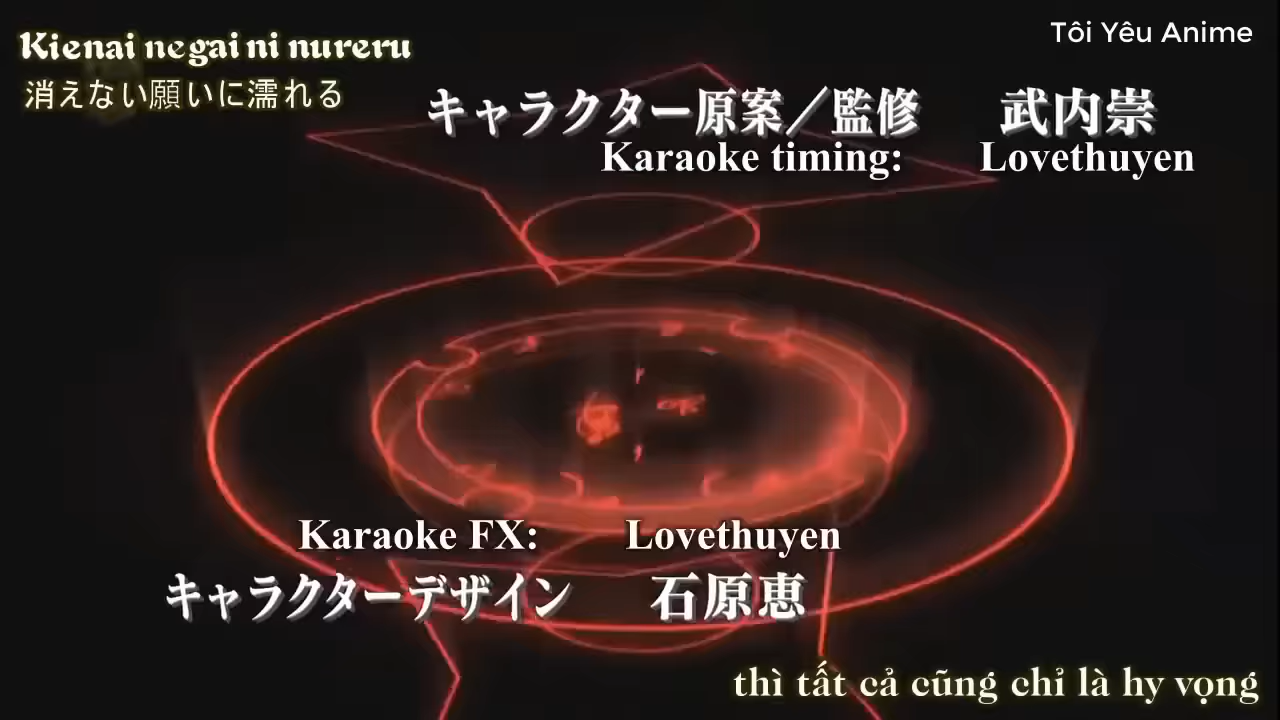 Tôi Yêu Anime
Kienai negai ni nureru
消えない願いに濡れる
キャラクター原案／監修 武内崇
Karaoke timing: Lovethuyen
Karaoke FX: Lovethuyen
キャラクターデザイン 石原恵
thì tất cả cũng chỉ là hy vọng